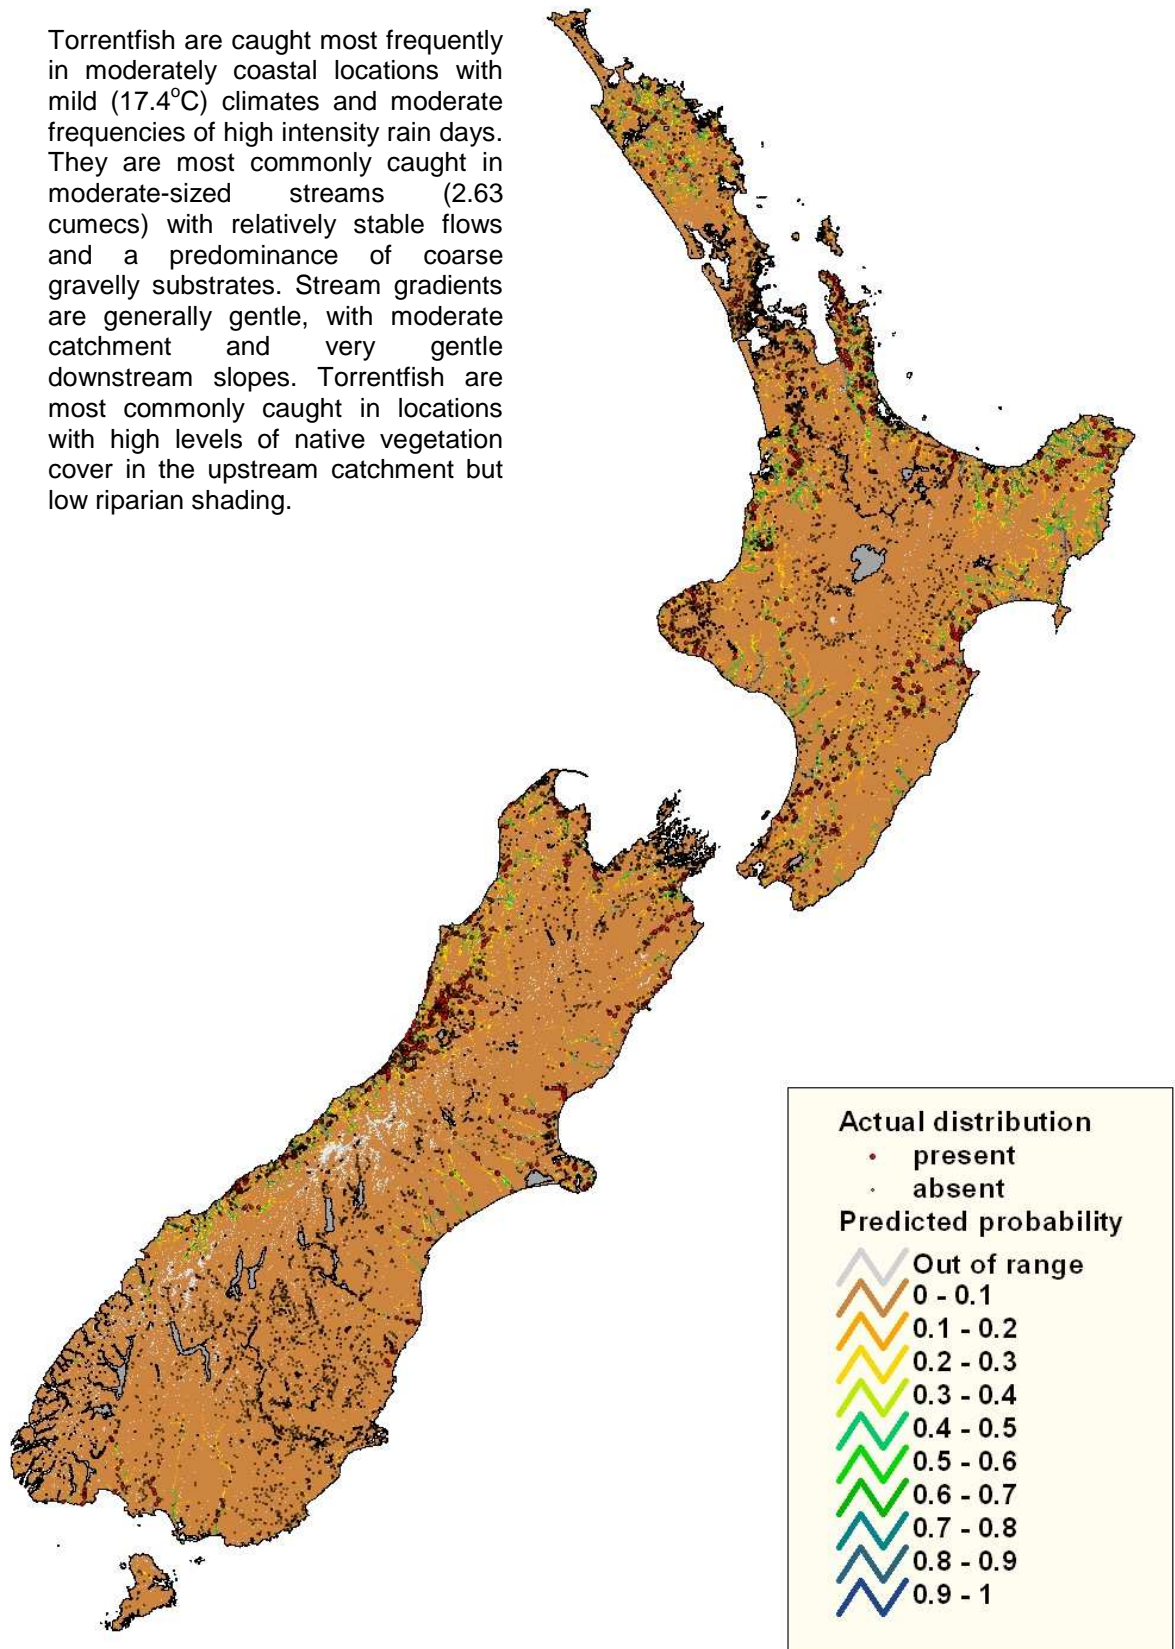 Torrentfish are caught most frequently
in moderately coastal locations with
mild (17.4°C) climates and moderate
frequencies of high intensity rain days.
They are most commonly caught in
moderate-sized streams (2.63
cumecs) with relatively stable flows
and a predominance of coarse
gravelly substrates. Stream gradients
are generally gentle, with moderate
catchment and very gentle
downstream slopes. Torrentfish are
most commonly caught in locations
with high levels of native vegetation
cover in the upstream catchment but
low riparian shading.
Actual distribution
present
absent
Predicted probability
Out of range
0 - 0.1
0.1 - 0.2
0.2 - 0.3
0.3 - 0.4
0.4 - 0.5
0.5 - 0.6
0.6 - 0.7
0.7 - 0.8
0.8 - 0.9
0.9 - 1